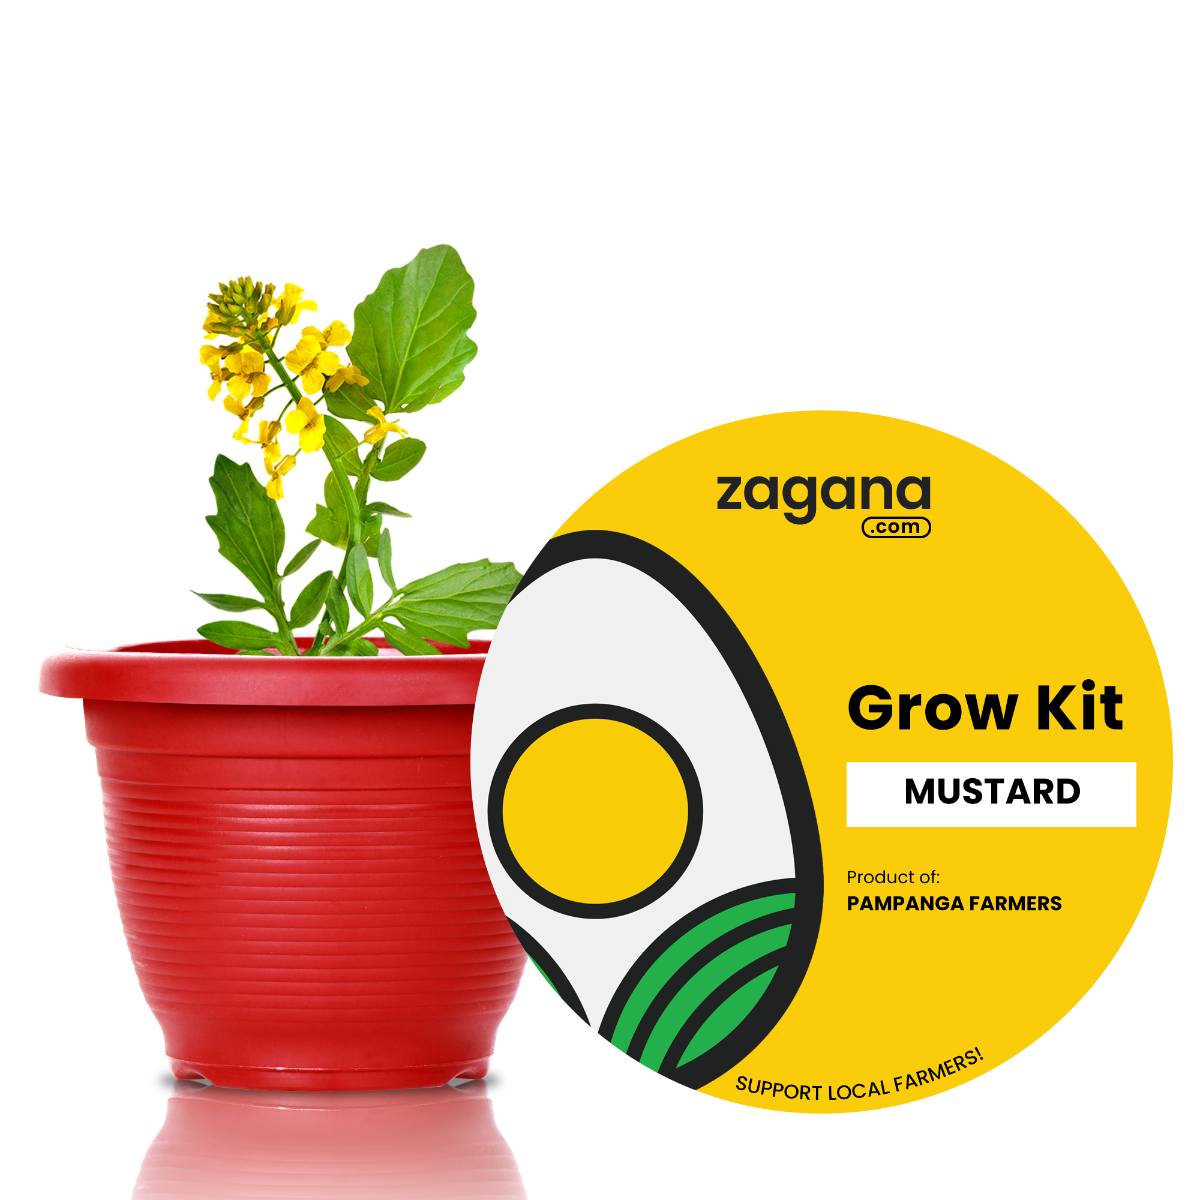 zagana
.com
Grow Kit
MUSTARD
Product of:
PAMPANGA FARMERS
SUPPORT LOCAL FARMERS!